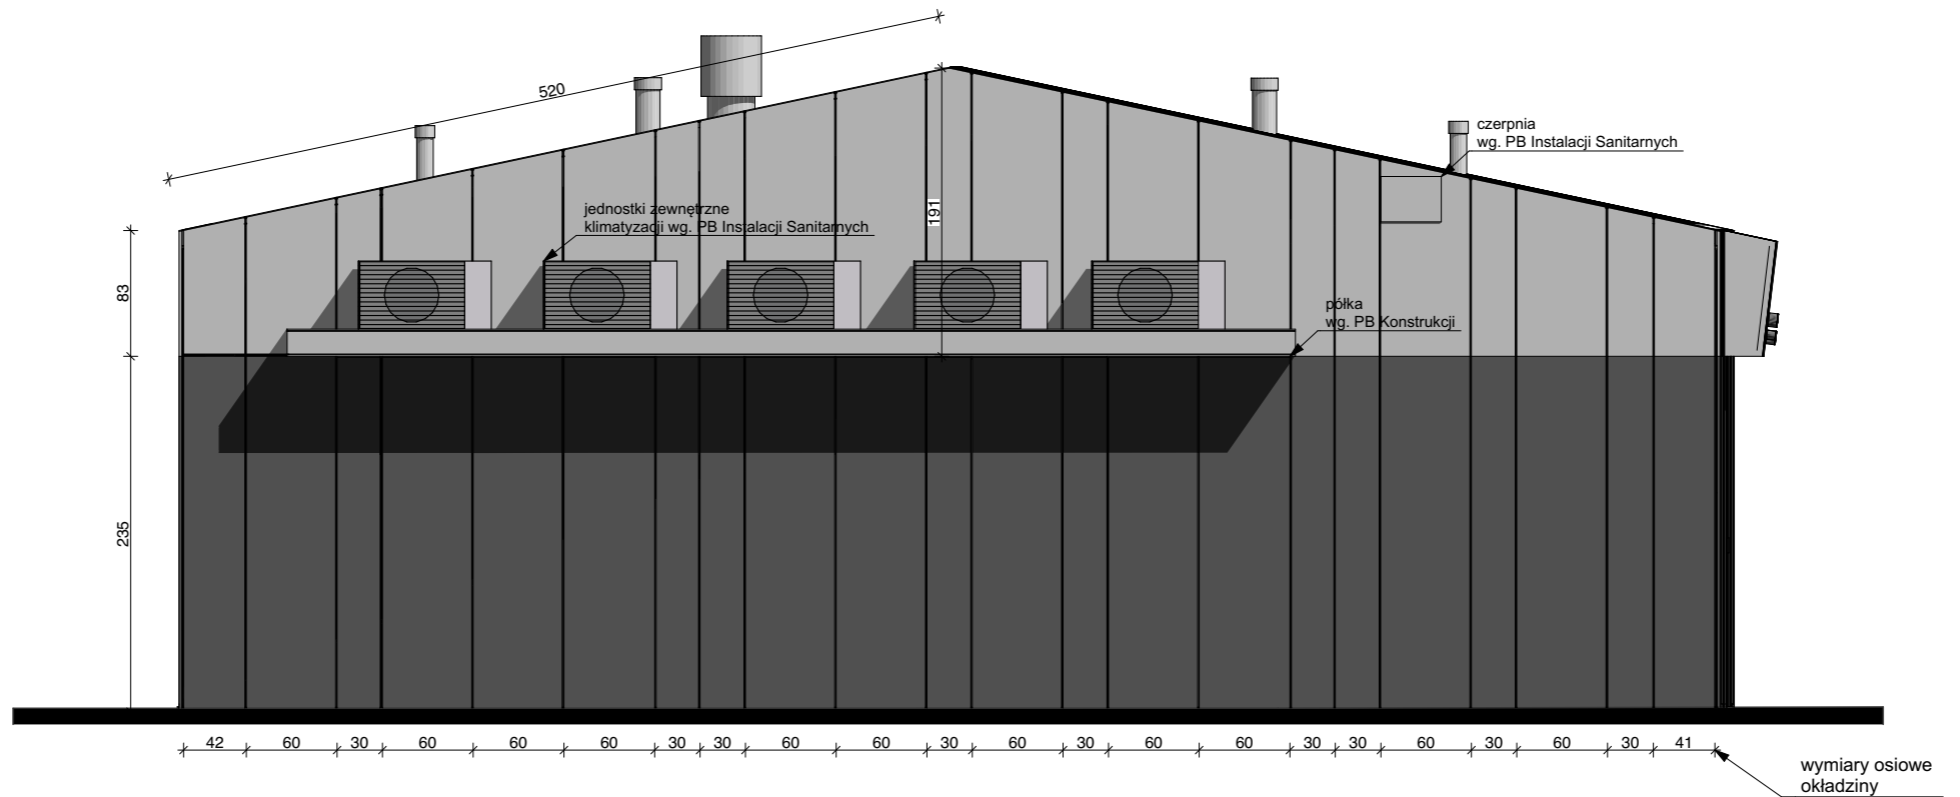 520
czerpnia
wg. PB Instalacji Sanitarnych
jednostki zewnętrzne
klimatyzacji wg. PB Instalacji Sanitarnych
191
83
półka
wg. PB Konstrukcji
235
42 60 30 60 60 60 30 30 60 60 30 60 30 60 60 30 30 60 30 60 30 41
wymiary osiowe
okładziny